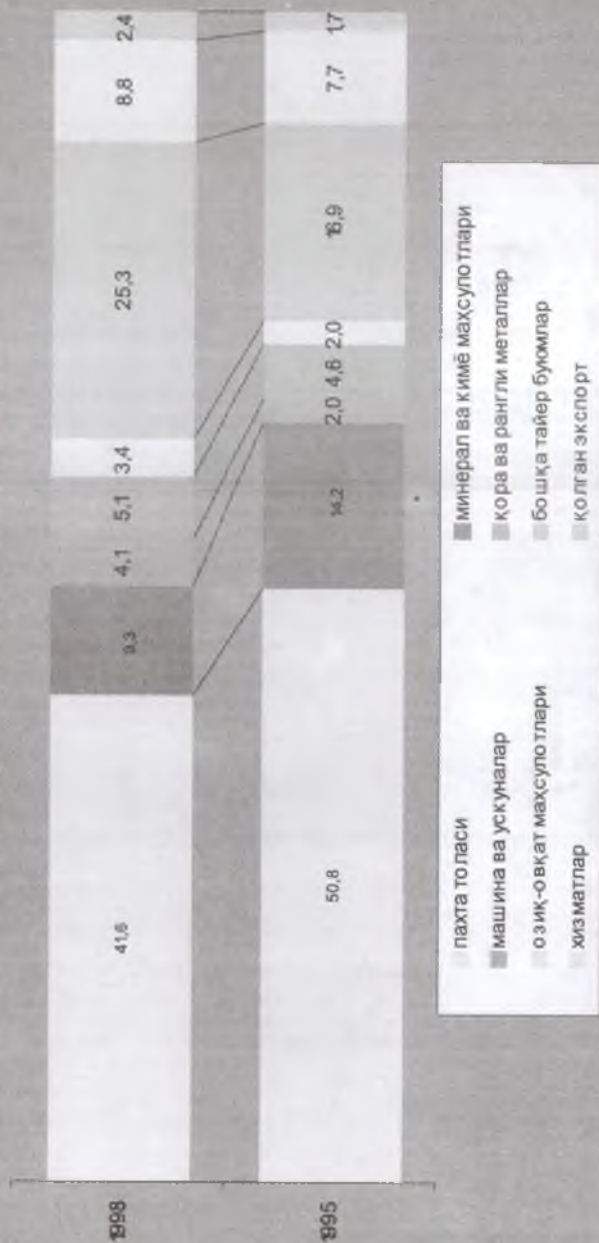 1998
41,6
9,3
4,1
5,1
3,4
25,3
8,8
2,4
1995
50,8
14,2
2,0
4,6
2,0
16,9
7,7
1,7
пахта толаси
минерал ва кимё маҳсулотлари
машина ва ускуналар
қора ва рангли металлар
озиқ-овқат маҳсулотлари
бошқа тайер буюмлар
хизматлар
қолган экспорт